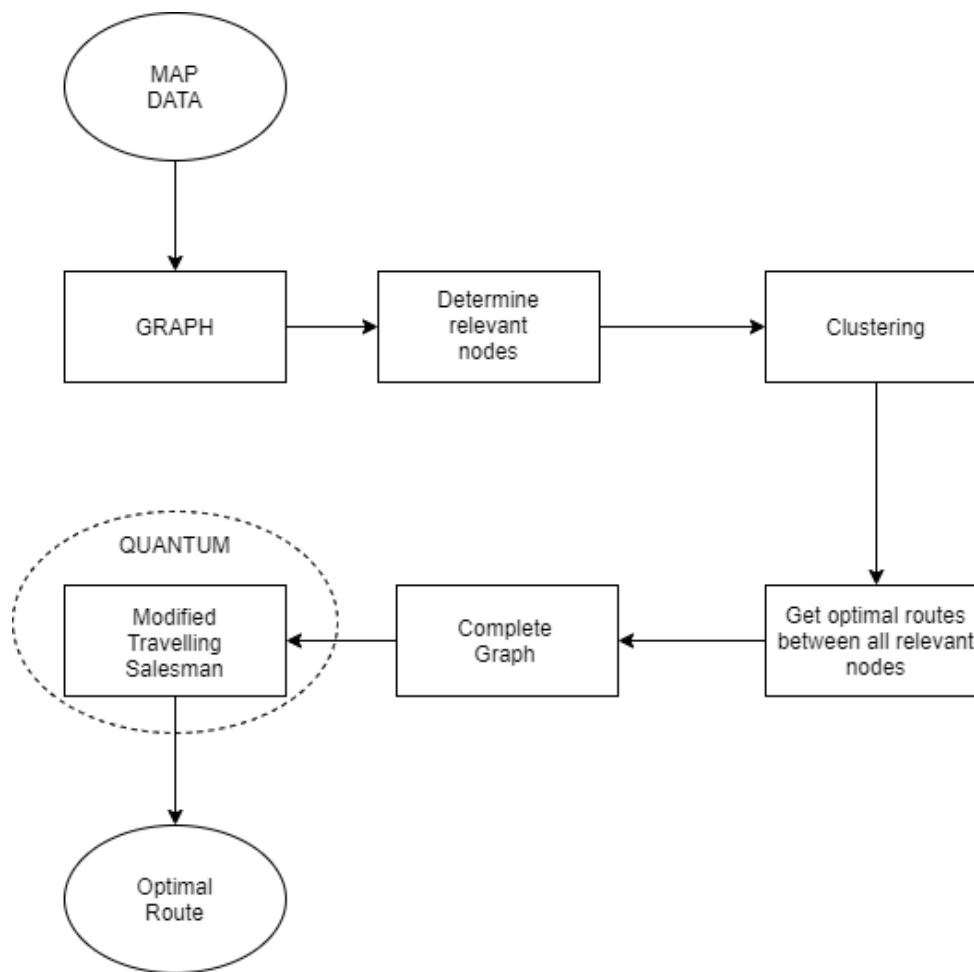 MAP
DATA
GRAPH
Determine
relevant
nodes
Clustering
QUANTUM
Modified
Travelling
Salesman
Complete
Graph
Get optimal routes
between all relevant
nodes
Optimal
Route